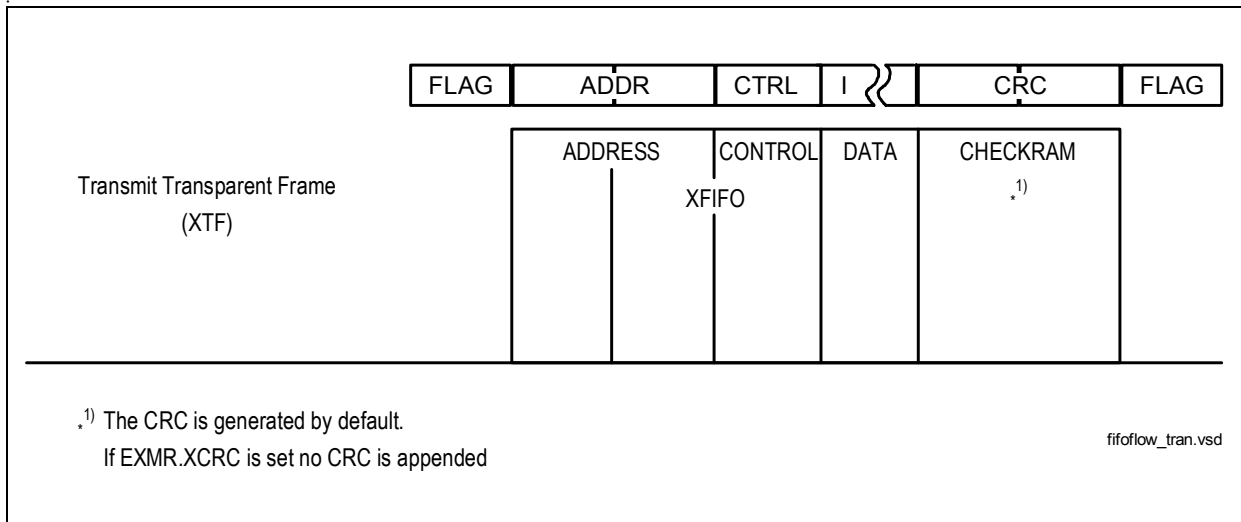 FLAG ADDR CTRL I CRC FLAG
ADDRESS CONTROL DATA CHECKRAM
Transmit Transparent Frame XFIFO *1)
(XTF)
*1) The CRC is generated by default.
If EXMR.XCRC is set no CRC is appended
fifoflow_tran.vsd